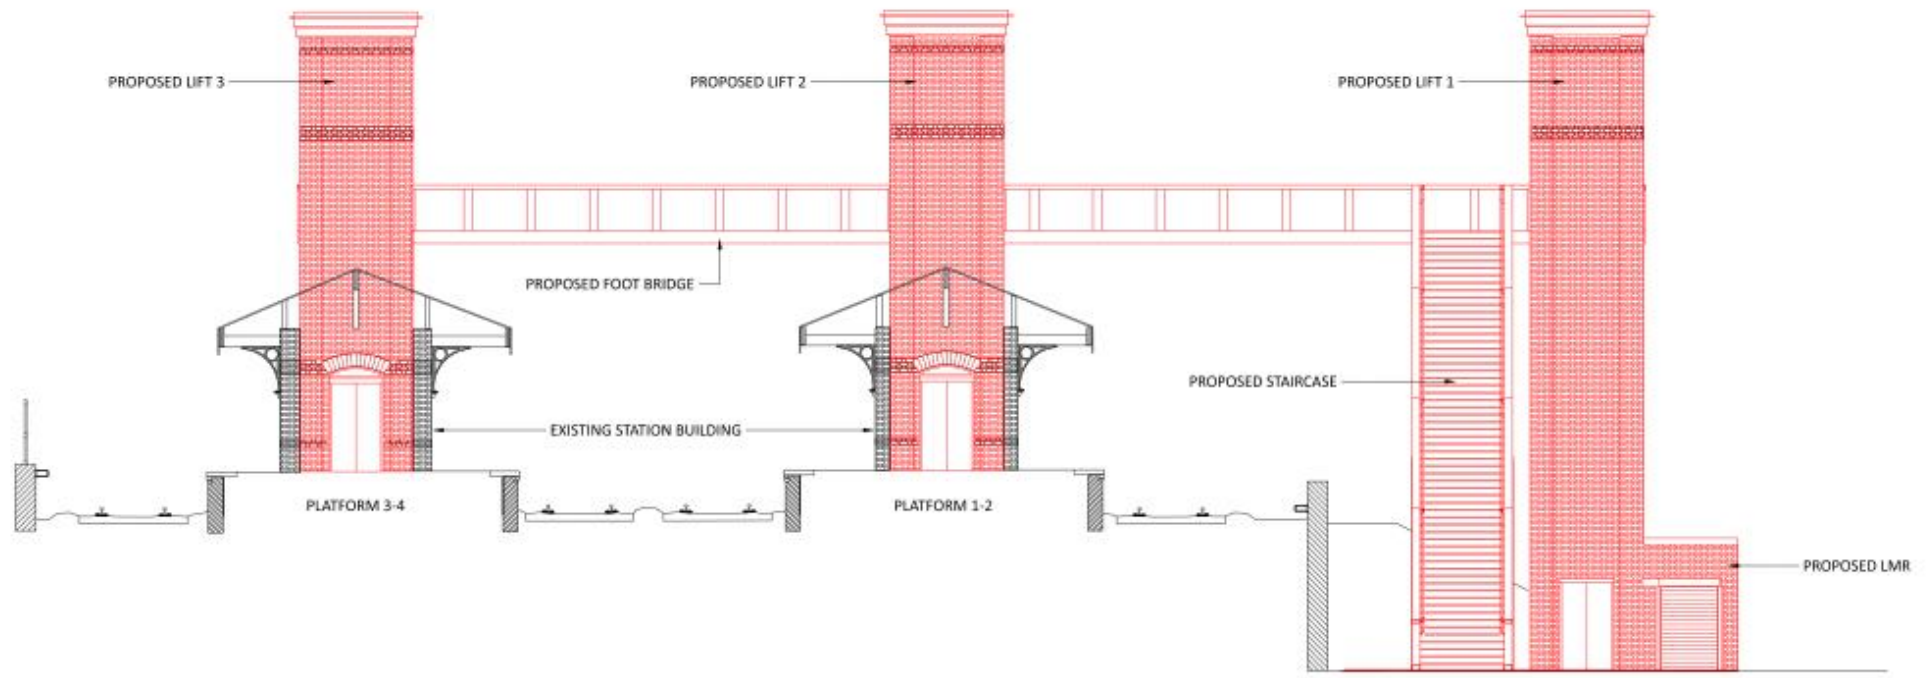 PROPOSED LIFT 3
PROPOSED LIFT 2
PROPOSED LIFT 1
PROPOSED FOOT BRIDGE
PROPOSED STAIRCASE
EXISTING STATION BUILDING
PLATFORM 3-4
PLATFORM 1-2
PROPOSED LMR